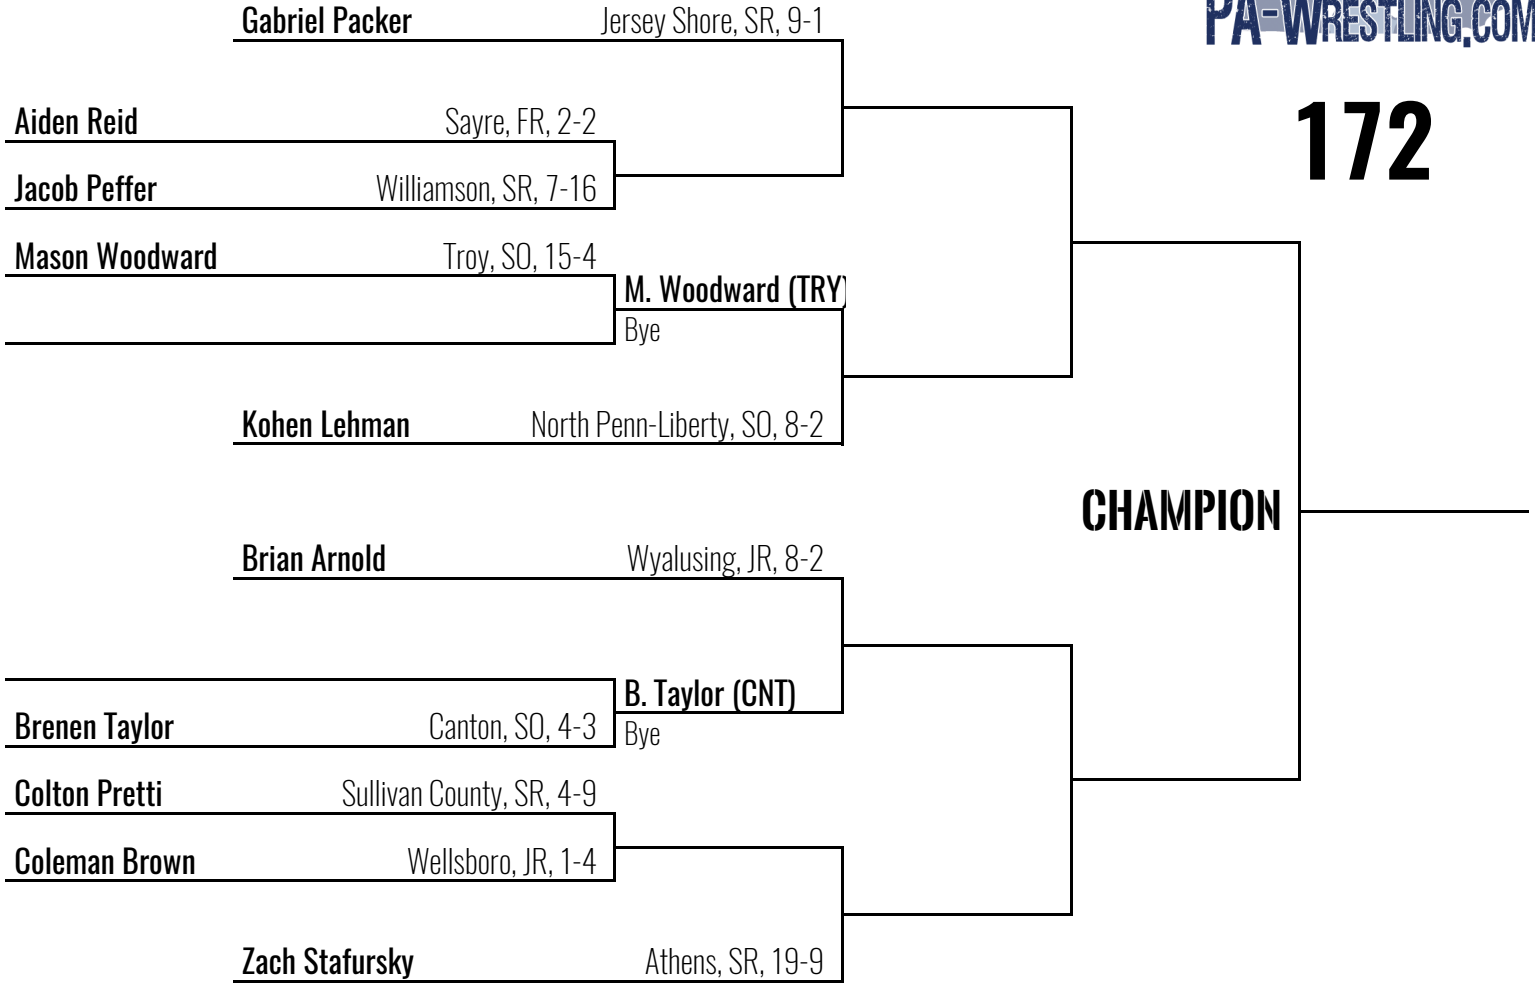 Gabriel Packer Jersey Shore, SR, 9-1
PA-WRESTLING.COM
172
Aiden Reid Sayre, FR, 2-2
Jacob Peffer Williamson, SR, 7-16
Mason Woodward Troy, SO, 15-4
M. Woodward (TRY)
Bye
Kohen Lehman North Penn-Liberty, SO, 8-2
CHAMPION
Brian Arnold Wyalusing, JR, 8-2
B. Taylor (CNT)
Brenen Taylor Canton, SO, 4-3
Bye
Colton Pretti Sullivan County, SR, 4-9
Coleman Brown Wellsboro, JR, 1-4
Zach Stafursky Athens, SR, 19-9